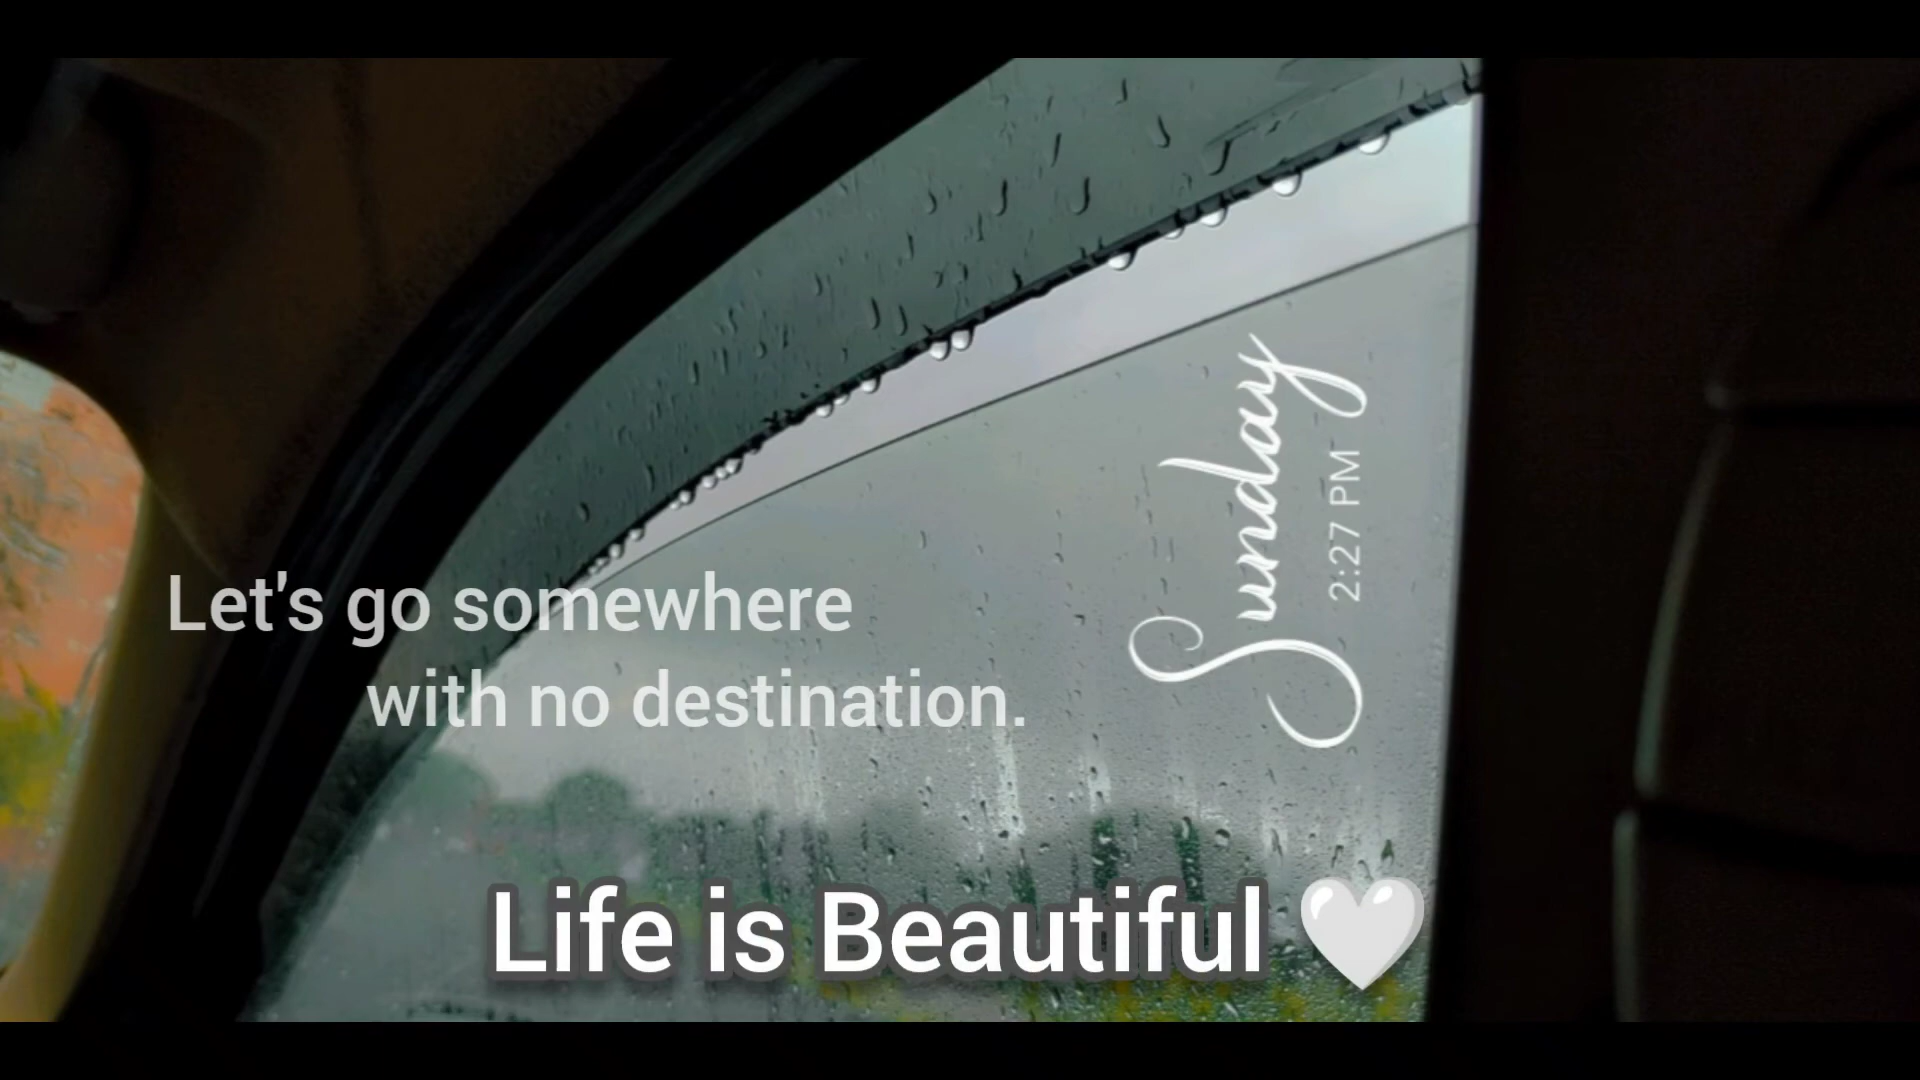 Sunday
2:27 PM
Let's go somewhere
with no destination.
Life is Beautiful 🤍